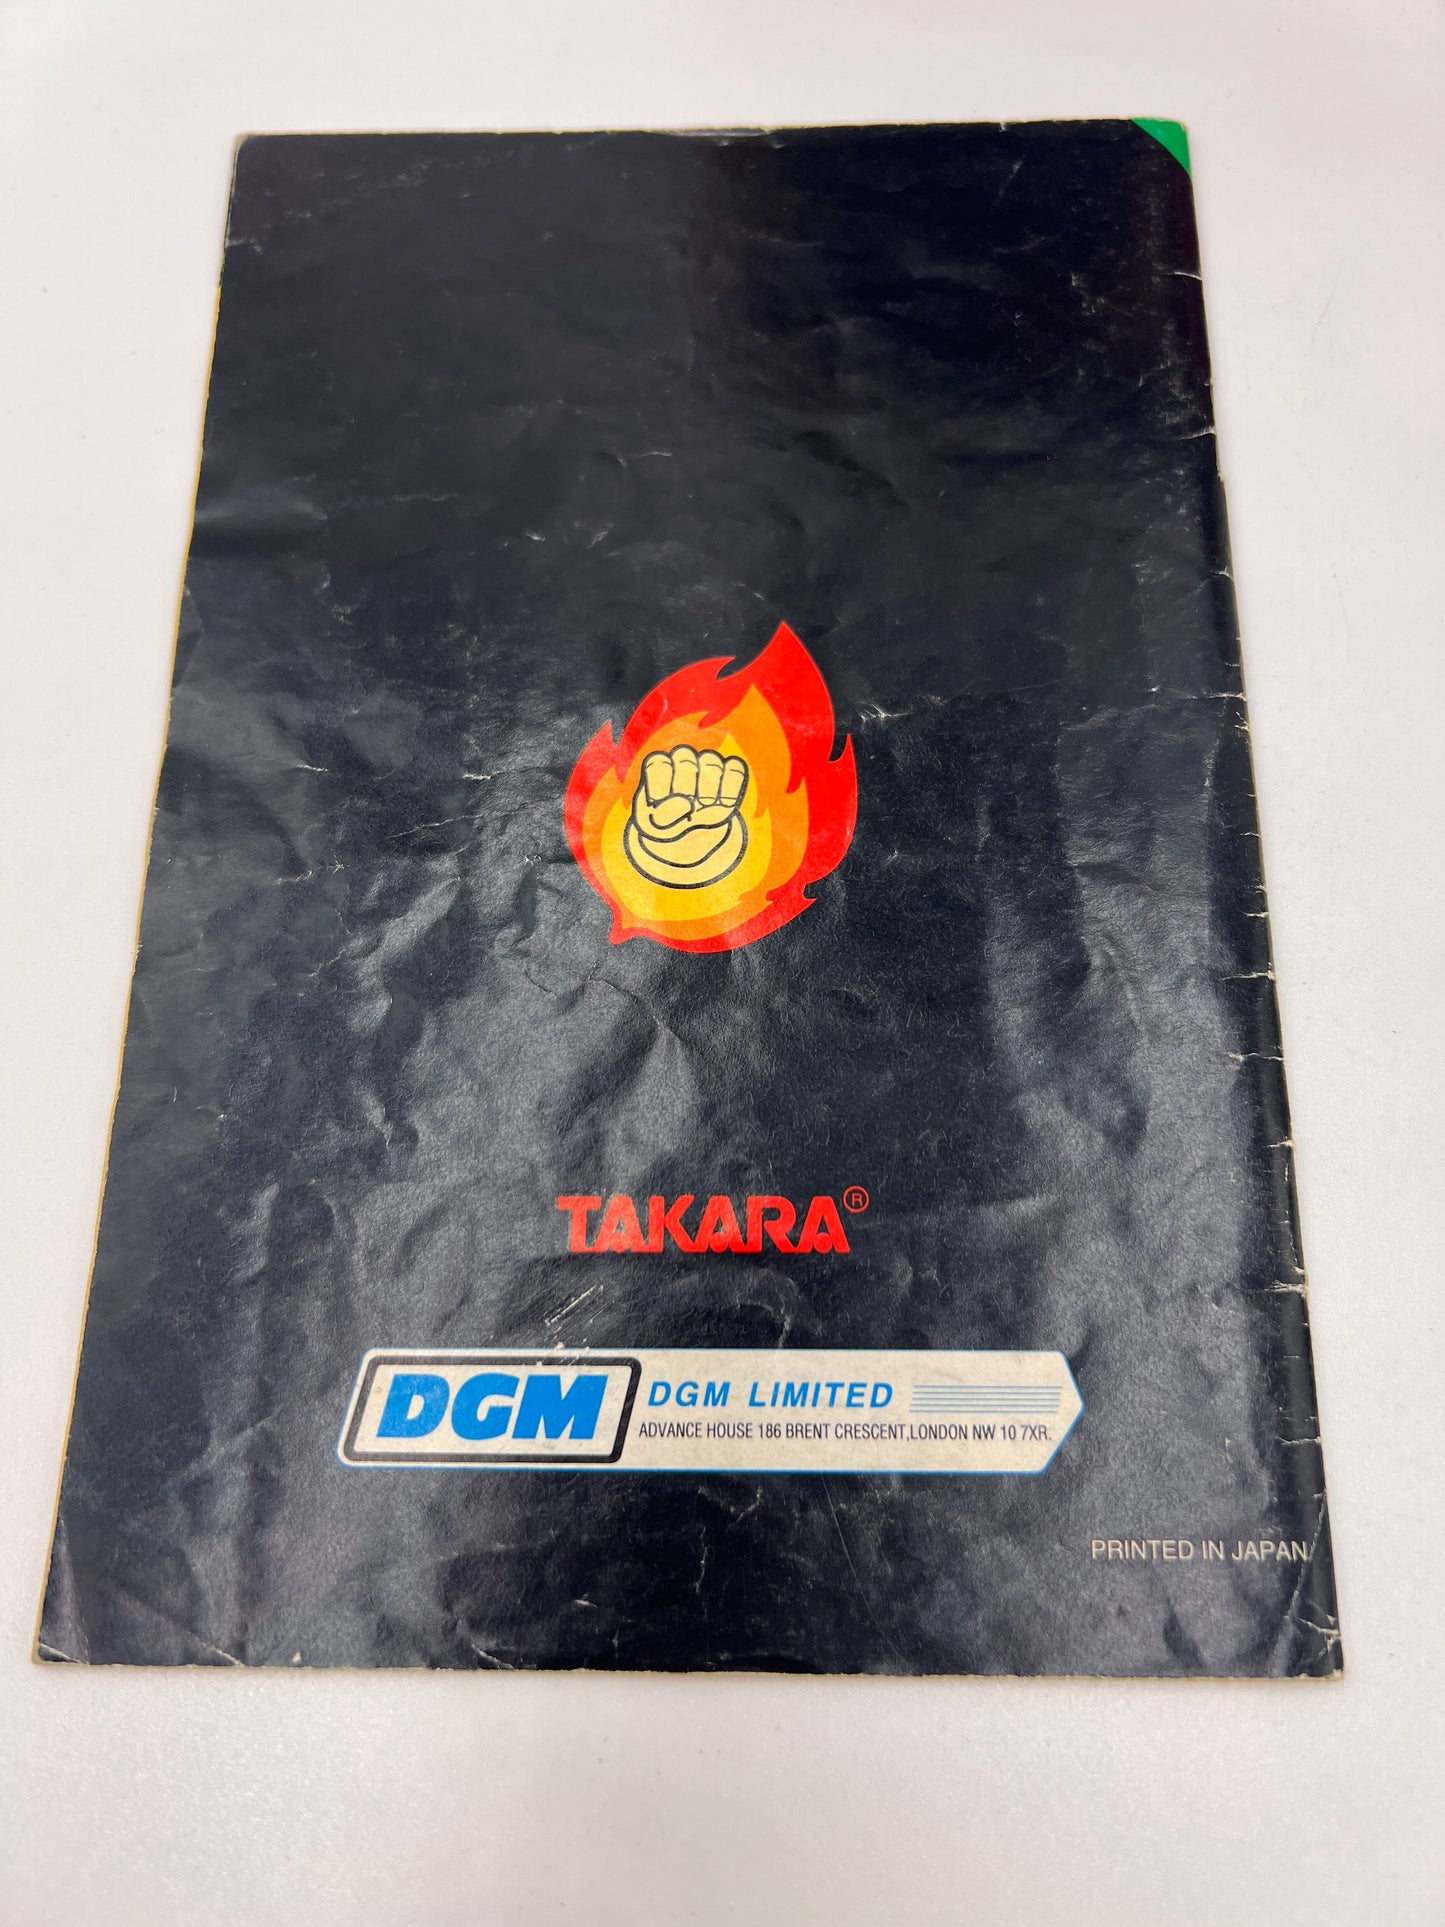 TAKARA®
DGM
DGM LIMITED
ADVANCE HOUSE 186 BRENT CRESCENT,LONDON NW 10 7XR.
PRINTED IN JAPAN